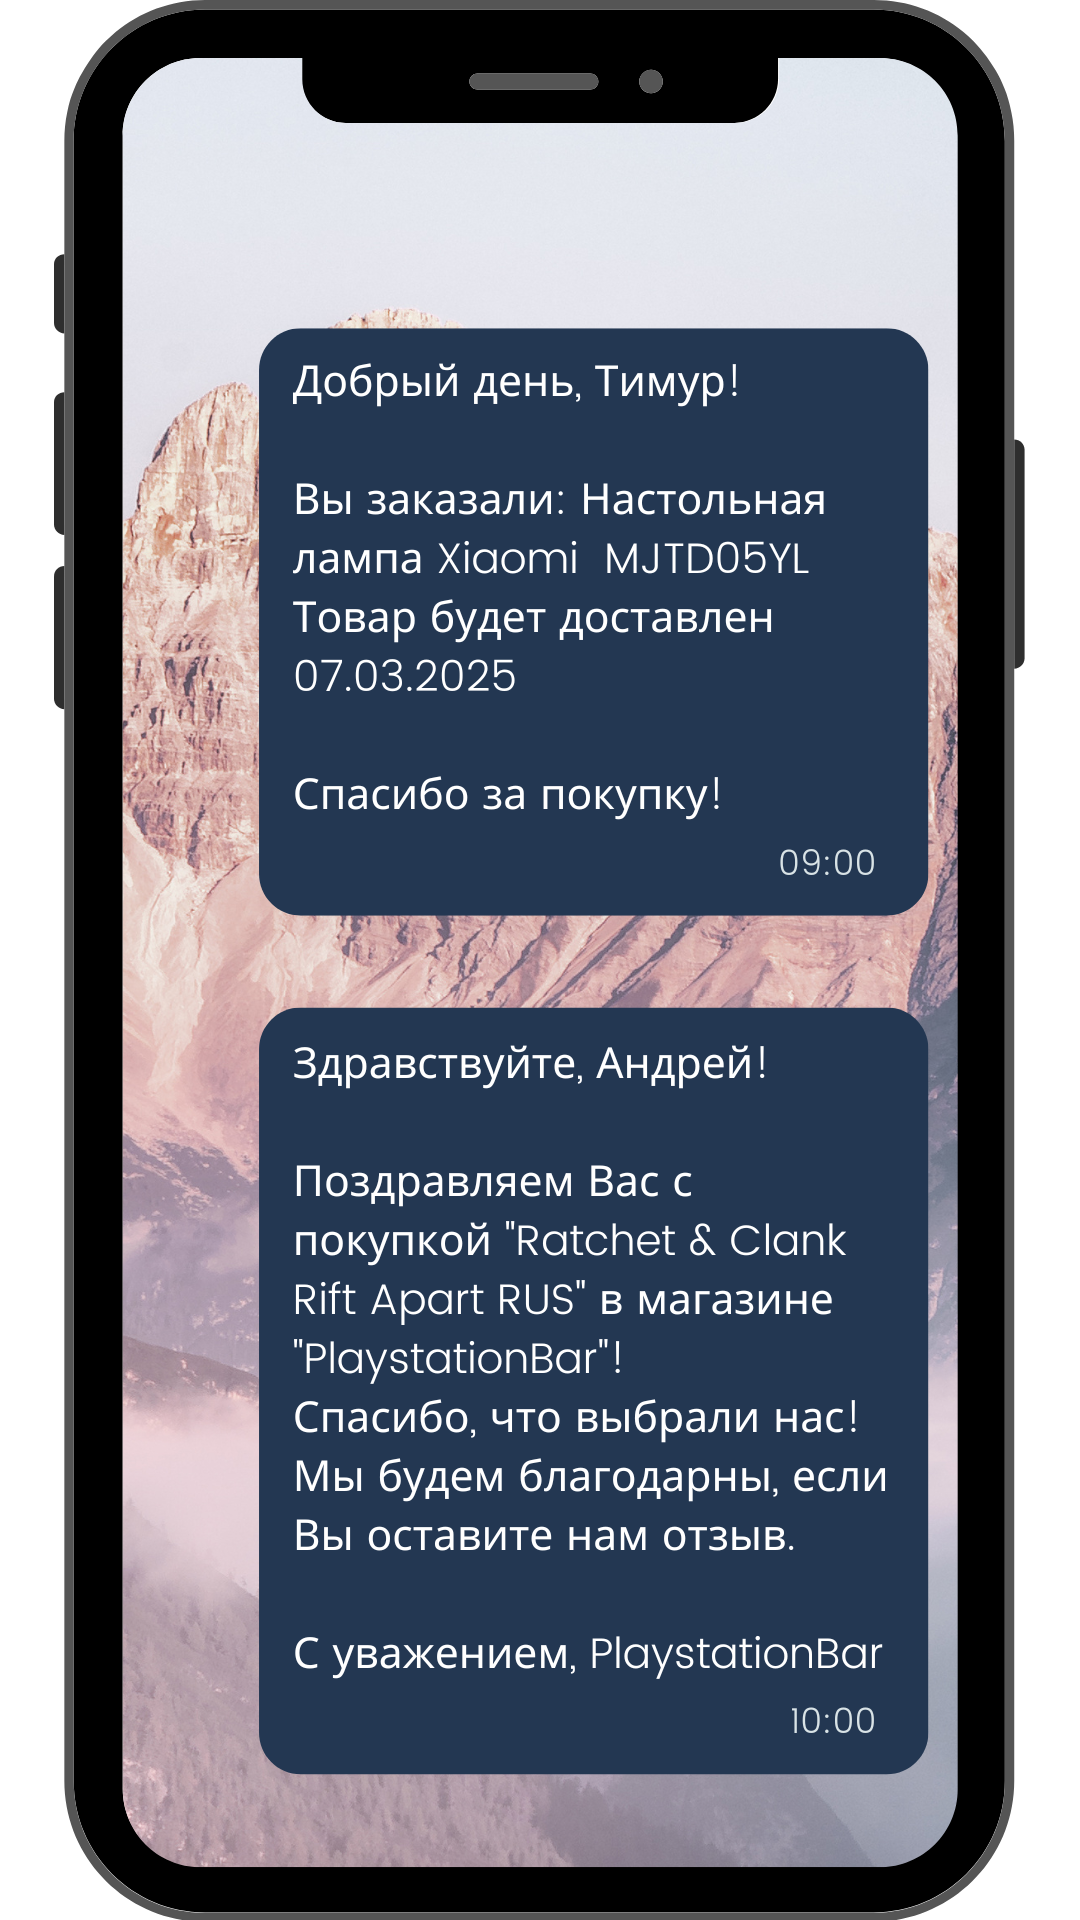 Добрый день, Тимур!
Вы заказали: Настольная
лампа Xiaomi  MJTD05YL
Товар будет доставлен
07.03.2025
Спасибо за покупку!
09:00
Здравствуйте, Андрей!
Поздравляем Вас с
покупкой "Ratchet & Clank
Rift Apart RUS" в магазине
"PlaystationBar"!
Спасибо, что выбрали нас!
Мы будем благодарны, если
Вы оставите нам отзыв.
С уважением, PlaystationBar
10:00